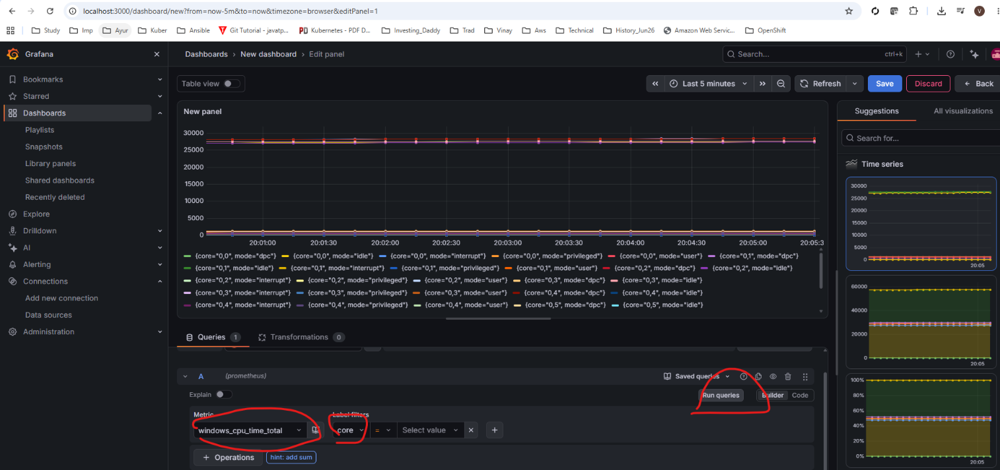 localhost:3000/dashboard/new?from=now-5m&to=now&timezone=browser&editPanel=1
V
Study Imp Ayur Kuber Ansible Git Tutorial - javatp... PD Kubernetes - PDF D... Investing_Daddy Trad Vinay Aws Technical History_Jun26 Amazon Web Servic... OpenShift
Grafana
Dashboards › New dashboard › Edit panel
Search... ctrl+k
Bookmarks
Starred
Dashboards
Playlists
Snapshots
Library panels
Shared dashboards
Recently deleted
Explore
Drilldown
AI
Alerting
Connections
Add new connection
Data sources
Administration
Table view
Last 5 minutes Refresh Save Discard Back
New panel
30000
25000
20000
15000
10000
5000
0
20:01:00 20:01:30 20:02:00 20:02:30 20:03:00 20:03:30 20:04:00 20:04:30 20:05:00 20:05:3
{core="0,0", mode="dpc"} {core="0,0", mode="idle"} {core="0,0", mode="interrupt"} {core="0,0", mode="privileged"} {core="0,0", mode="user"} {core="0,1", mode="dpc"}
{core="0,1", mode="idle"} {core="0,1", mode="interrupt"} {core="0,1", mode="privileged"} {core="0,1", mode="user"} {core="0,2", mode="dpc"} {core="0,2", mode="idle"}
{core="0,2", mode="interrupt"} {core="0,2", mode="privileged"} {core="0,2", mode="user"} {core="0,3", mode="dpc"} {core="0,3", mode="idle"}
{core="0,3", mode="interrupt"} {core="0,3", mode="privileged"} {core="0,3", mode="user"} {core="0,4", mode="dpc"} {core="0,4", mode="idle"}
{core="0,4", mode="interrupt"} {core="0,4", mode="privileged"} {core="0,4", mode="user"} {core="0,5", mode="dpc"} {core="0,5", mode="idle"}
Queries 1 Transformations 0
A (prometheus) Saved queries
Explain Run queries Builder Code
Metric Label filters
windows_cpu_time_total core = Select value
+ Operations hint: add sum
Suggestions All visualizations
Search for...
Time series
30000
25000
20000
15000
10000
5000
0
20:05
60000
40000
20000
0
20:05
100%
80%
60%
40%
20%
0%
20:05